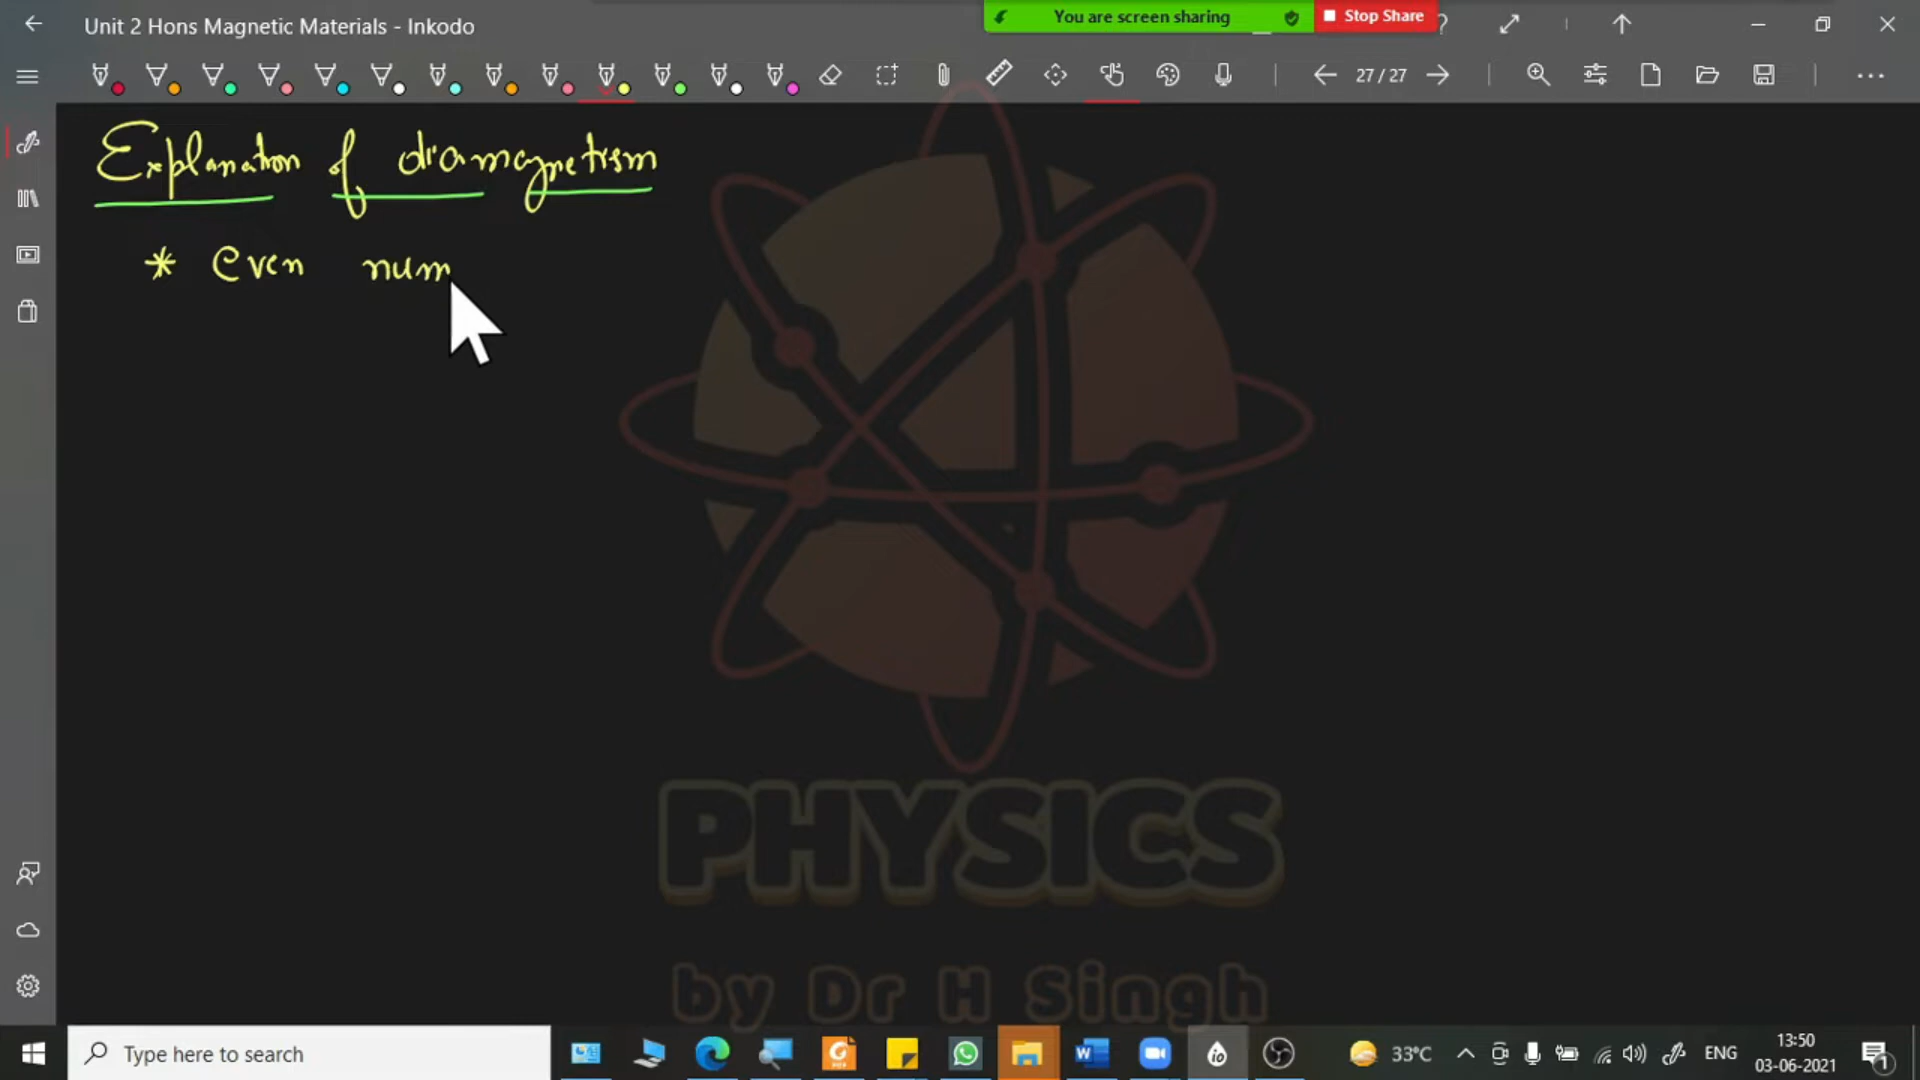 Unit 2 Hons Magnetic Materials - Inkodo
You are screen sharing
Stop Share
?
27 / 27
Explanation of diamagnetism
* even num
PHYSICS
by Dr H Singh
Type here to search
33°C
ENG
13:50
03-06-2021
1